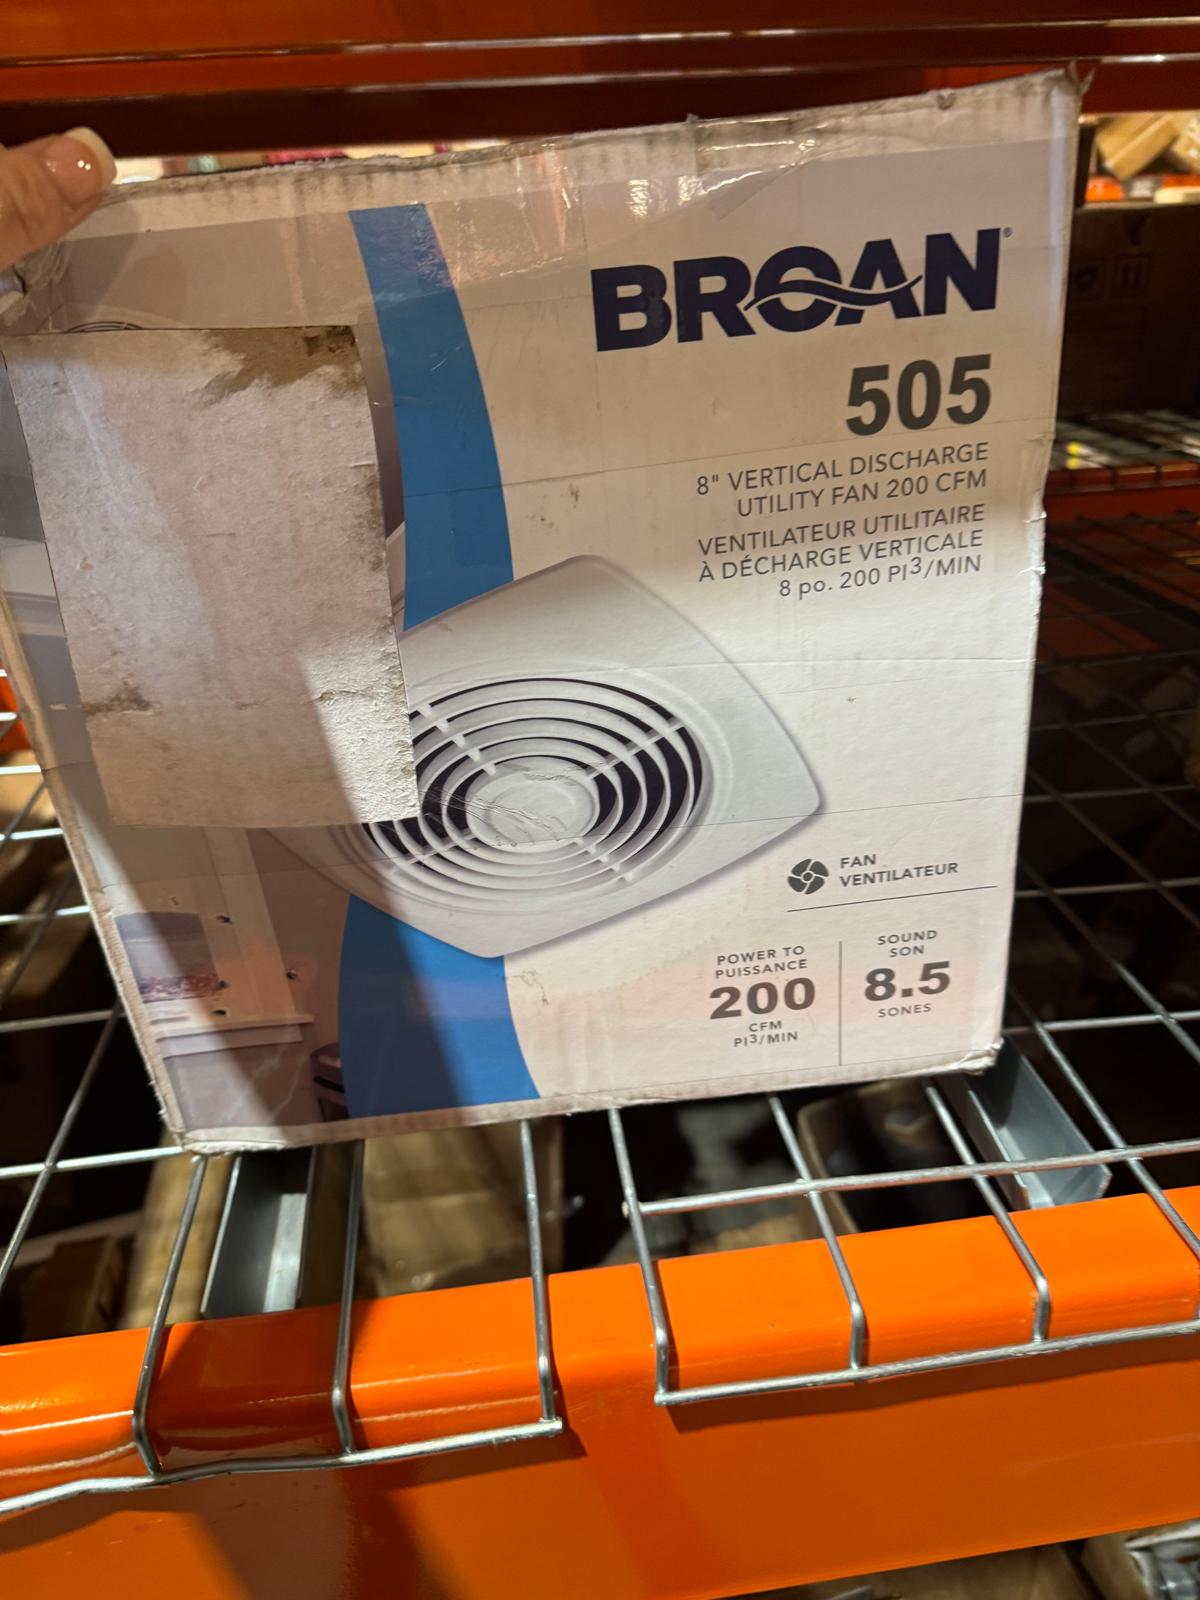 BROAN®
505
8" VERTICAL DISCHARGE
UTILITY FAN 200 CFM
VENTILATEUR UTILITAIRE
À DÉCHARGE VERTICALE
8 po. 200 PI³/MIN
FAN
VENTILATEUR
POWER TO
PUISSANCE
200
CFM
PI³/MIN
SOUND
SON
8.5
SONES